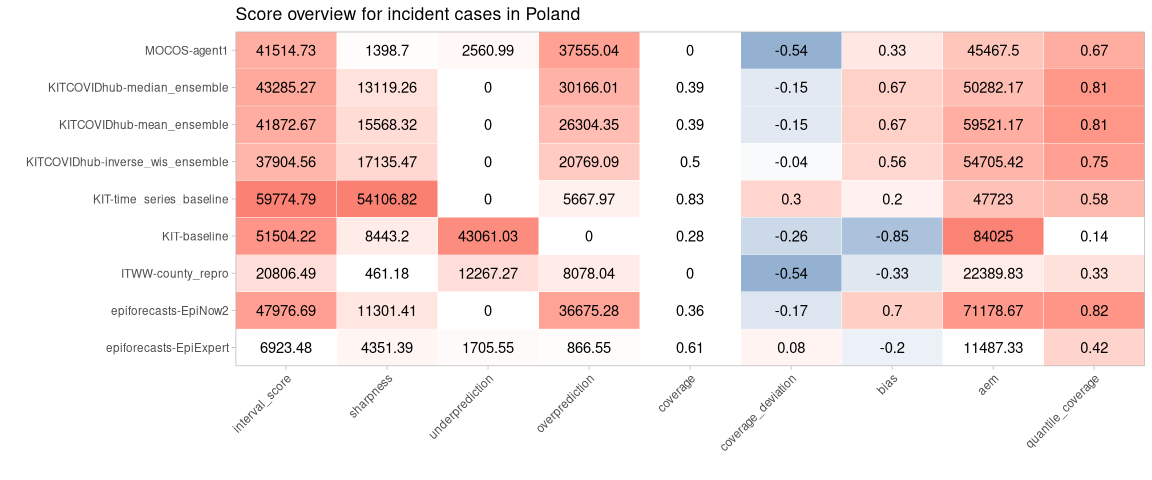 Score overview for incident cases in Poland
MOCOS-agent1 41514.73 1398.7 2560.99 37555.04 0 -0.54 0.33 45467.5 0.67
KITCOVIDhub-median_ensemble 43285.27 13119.26 0 30166.01 0.39 -0.15 0.67 50282.17 0.81
KITCOVIDhub-mean_ensemble 41872.67 15568.32 0 26304.35 0.39 -0.15 0.67 59521.17 0.81
KITCOVIDhub-inverse_wis_ensemble 37904.56 17135.47 0 20769.09 0.5 -0.04 0.56 54705.42 0.75
KIT-time_series_baseline 59774.79 54106.82 0 5667.97 0.83 0.3 0.2 47723 0.58
KIT-baseline 51504.22 8443.2 43061.03 0 0.28 -0.26 -0.85 84025 0.14
ITWW-county_repro 20806.49 461.18 12267.27 8078.04 0 -0.54 -0.33 22389.83 0.33
epiforecasts-EpiNow2 47976.69 11301.41 0 36675.28 0.36 -0.17 0.7 71178.67 0.82
epiforecasts-EpiExpert 6923.48 4351.39 1705.55 866.55 0.61 0.08 -0.2 11487.33 0.42
interval_score sharpness underprediction overprediction coverage coverage_deviation bias aem quantile_coverage